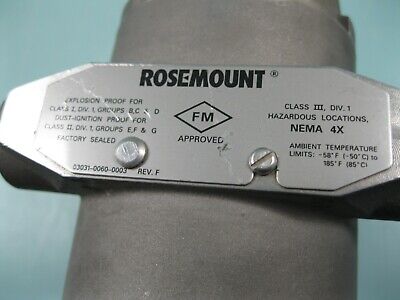 ROSEMOUNT ®
EXPLOSION PROOF FOR
CLASS I, DIV. 1, GROUPS B,C & D
DUST-IGNITION PROOF FOR
CLASS II, DIV. 1, GROUPS E,F & G
FACTORY SEALED
FM
APPROVED
CLASS III, DIV. 1
HAZARDOUS LOCATIONS,
NEMA 4X
AMBIENT TEMPERATURE
LIMITS: -58°F (-50°C) to
185°F (85°C)
03031-0060-0003 REV. F